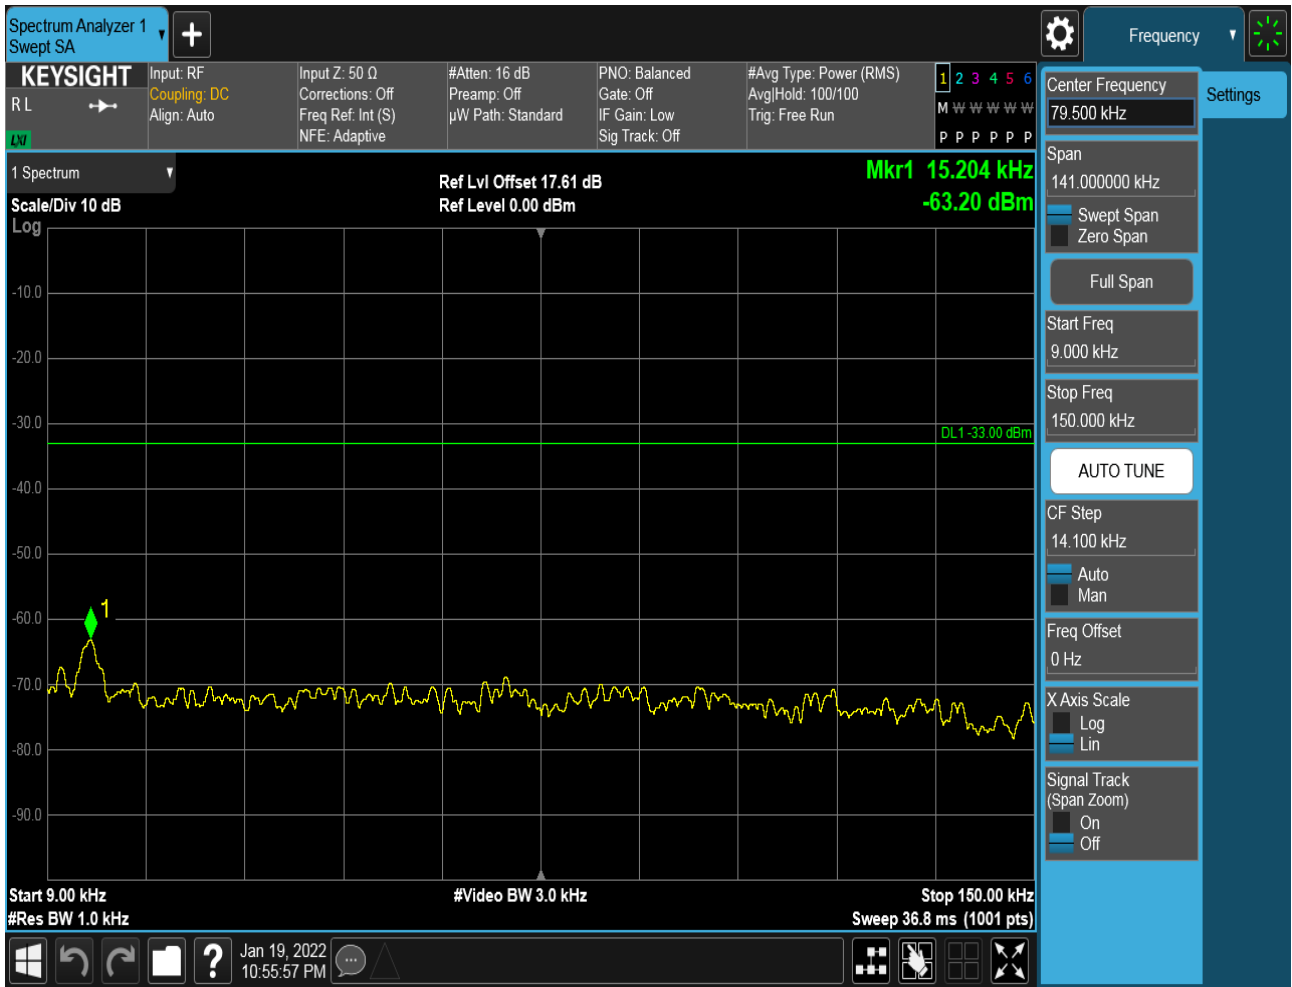 Spectrum Analyzer 1
Swept SA
Frequency
KEYSIGHT
R L
LXI
Input: RF
Coupling: DC
Align: Auto
Input Z: 50 Ω
Corrections: Off
Freq Ref: Int (S)
NFE: Adaptive
#Atten: 16 dB
Preamp: Off
µW Path: Standard
PNO: Balanced
Gate: Off
IF Gain: Low
Sig Track: Off
#Avg Type: Power (RMS)
Avg|Hold: 100/100
Trig: Free Run
1 2 3 4 5 6
M W W W W W
P P P P P P
1 Spectrum
Scale/Div 10 dB
Log
Ref Lvl Offset 17.61 dB
Ref Level 0.00 dBm
Mkr1 15.204 kHz
-63.20 dBm
-10.0
-20.0
-30.0
DL1 -33.00 dBm
-40.0
-50.0
-60.0
1
-70.0
-80.0
-90.0
Start 9.00 kHz
#Video BW 3.0 kHz
Stop 150.00 kHz
#Res BW 1.0 kHz
Sweep 36.8 ms (1001 pts)
?
Jan 19, 2022
10:55:57 PM
Center Frequency
79.500 kHz
Settings
Span
141.000000 kHz
Swept Span
Zero Span
Full Span
Start Freq
9.000 kHz
Stop Freq
150.000 kHz
AUTO TUNE
CF Step
14.100 kHz
Auto
Man
Freq Offset
0 Hz
X Axis Scale
Log
Lin
Signal Track
(Span Zoom)
On
Off